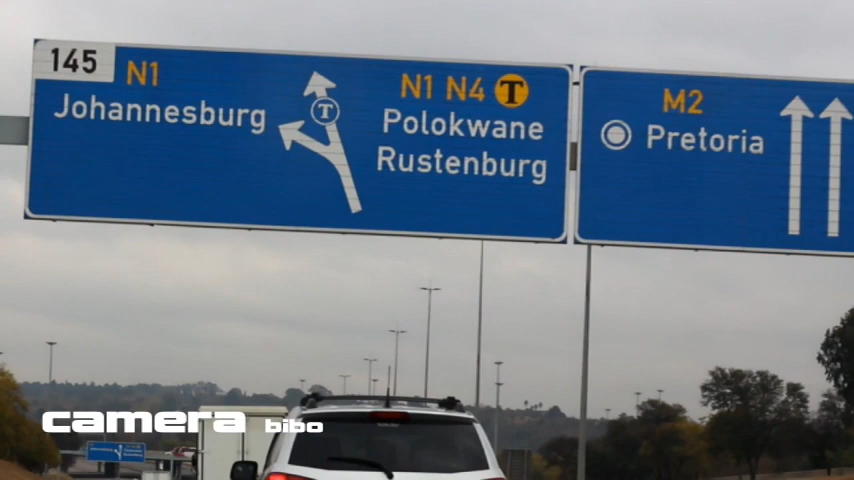 145
N1
Johannesburg
T
N1 N4 T
Polokwane
Rustenburg
M2
Pretoria
camera bibo